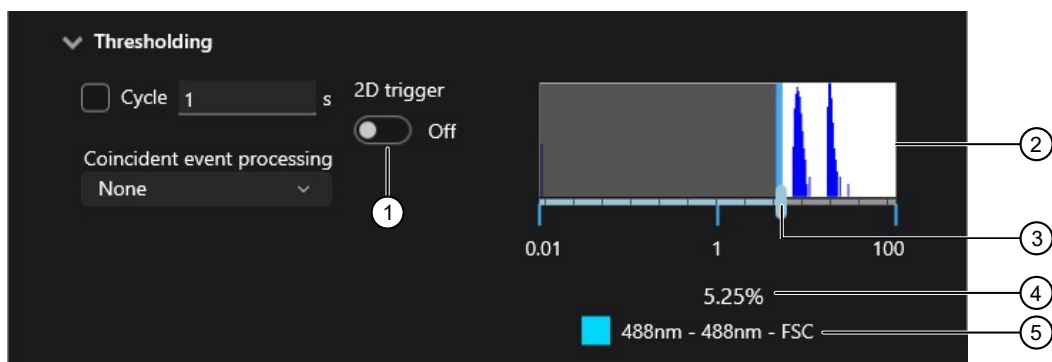 Thresholding
Cycle 1 s
2D trigger
Off
Coincident event processing
None
1
2
3
0.01 1 100
5.25%
4
488nm - 488nm - FSC
5